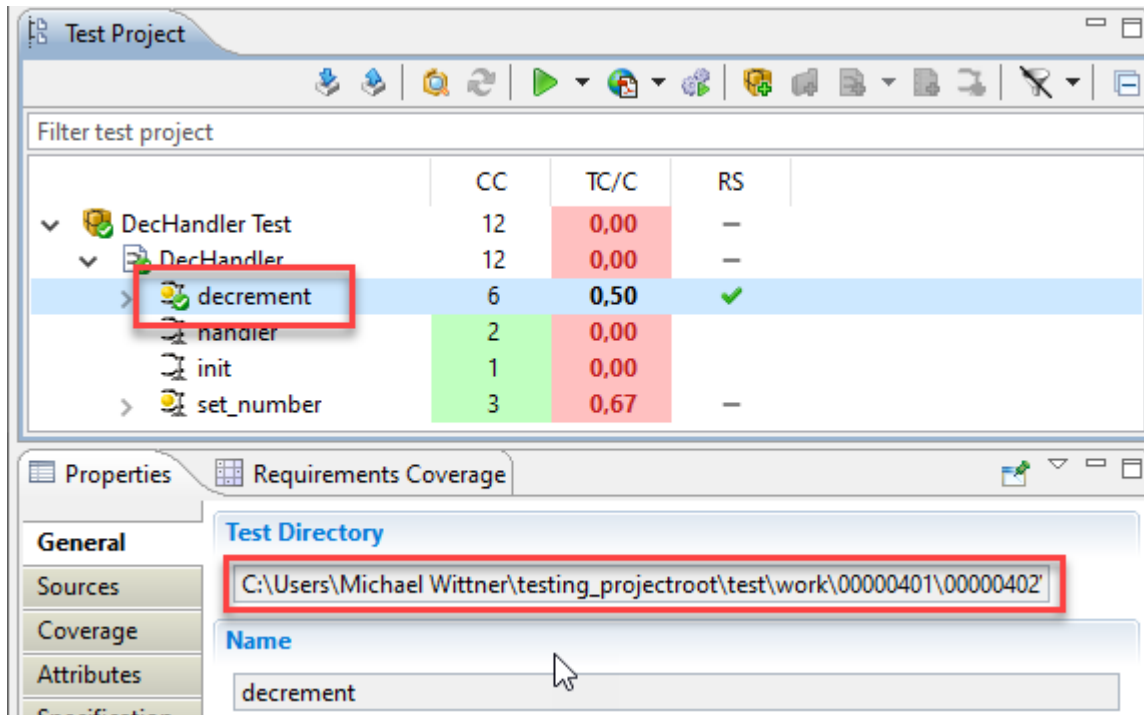 Test Project
Filter test project
CC TC/C RS
DecHandler Test 12 0,00 –
DecHandler 12 0,00 –
decrement 6 0,50
handler 2 0,00
init 1 0,00
set_number 3 0,67 –
Properties Requirements Coverage
General
Test Directory
C:\Users\Michael Wittner\testing_projectroot\test\work\00000401\00000402
Sources
Coverage
Name
Attributes
decrement
Specification